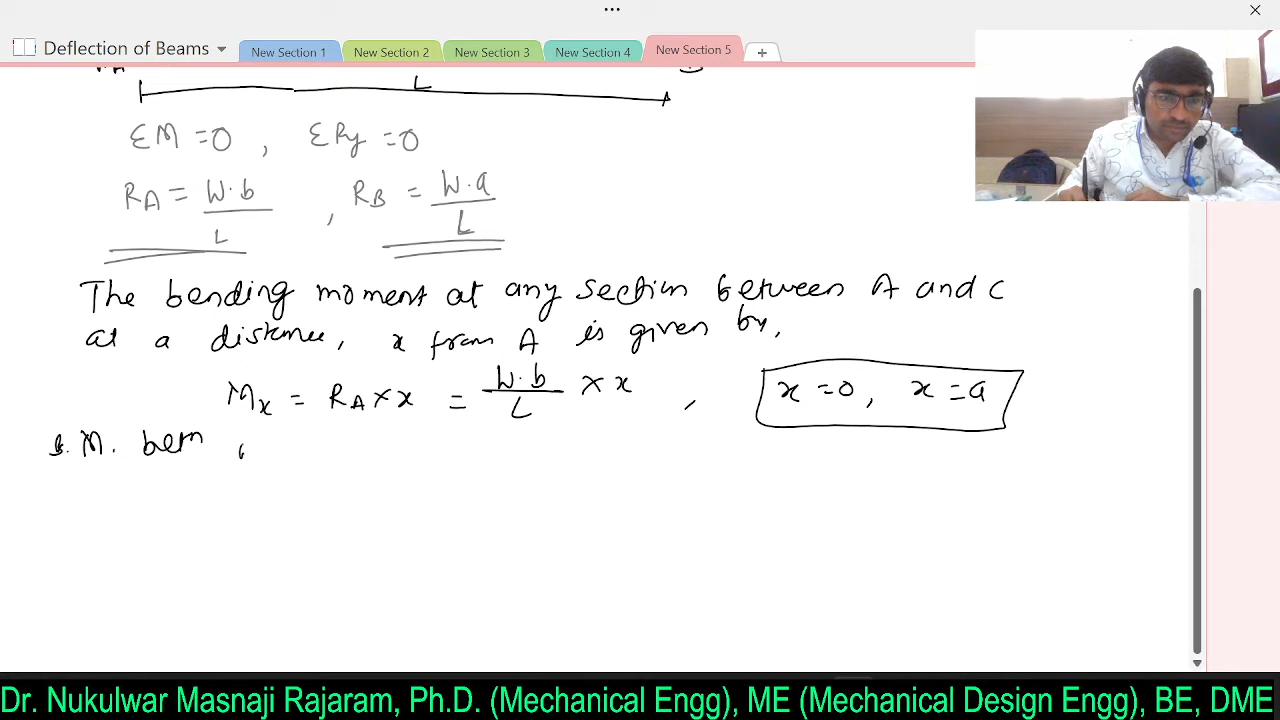 Deflection of Beams New Section 1 New Section 2 New Section 3 New Section 4 New Section 5
L
ΣM =0 , ΣRy =0
RA = W·b/L , RB = W·a/L
The bending moment at any section between A and C
at a distance, x from A is given by,
Mx = RA × x = W·b/L × x , x =0, x =a
M.
Dr. Nukulwar Masnaji Rajaram, Ph.D. (Mechanical Engg), ME (Mechanical Design Engg), BE, DME